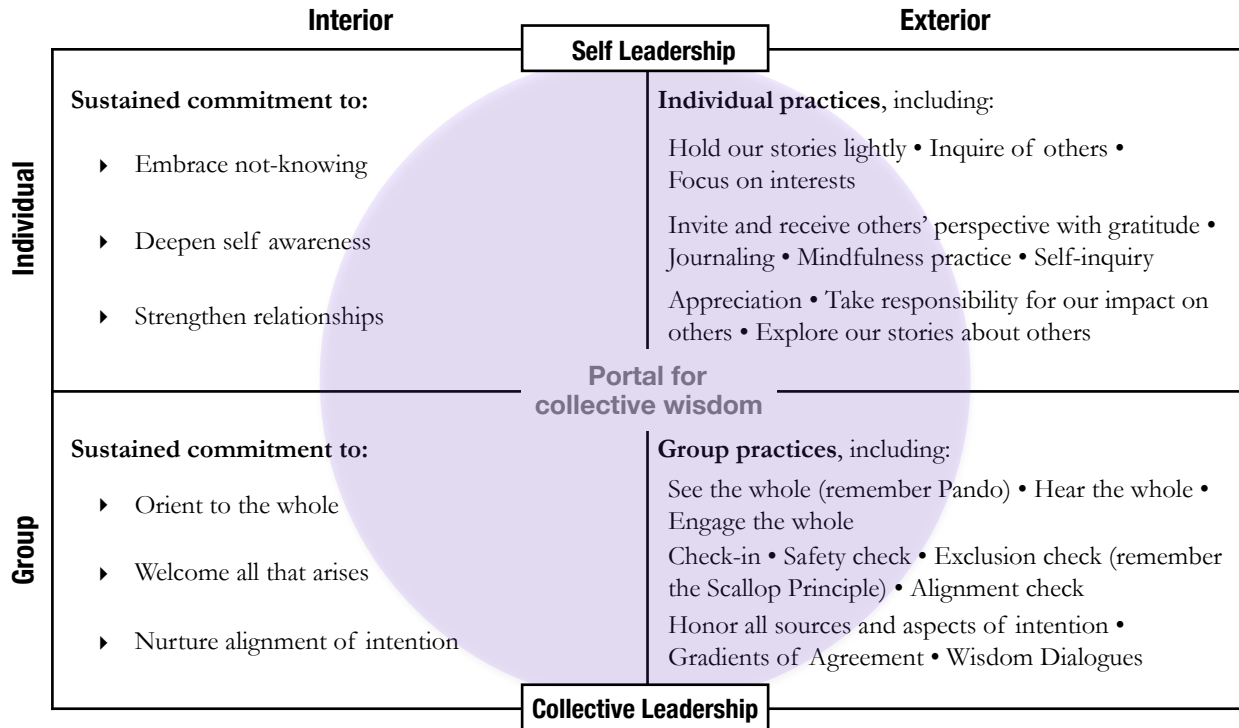 Interior
Exterior
Self Leadership
Individual
Sustained commitment to:
Embrace not-knowing
Deepen self awareness
Strengthen relationships
Individual practices, including:
Hold our stories lightly • Inquire of others •
Focus on interests
Invite and receive others’ perspective with gratitude •
Journaling • Mindfulness practice • Self-inquiry
Appreciation • Take responsibility for our impact on
others • Explore our stories about others
Portal for
collective wisdom
Group
Sustained commitment to:
Orient to the whole
Welcome all that arises
Nurture alignment of intention
Group practices, including:
See the whole (remember Pando) • Hear the whole •
Engage the whole
Check-in • Safety check • Exclusion check (remember
the Scallop Principle) • Alignment check
Honor all sources and aspects of intention •
Gradients of Agreement • Wisdom Dialogues
Collective Leadership